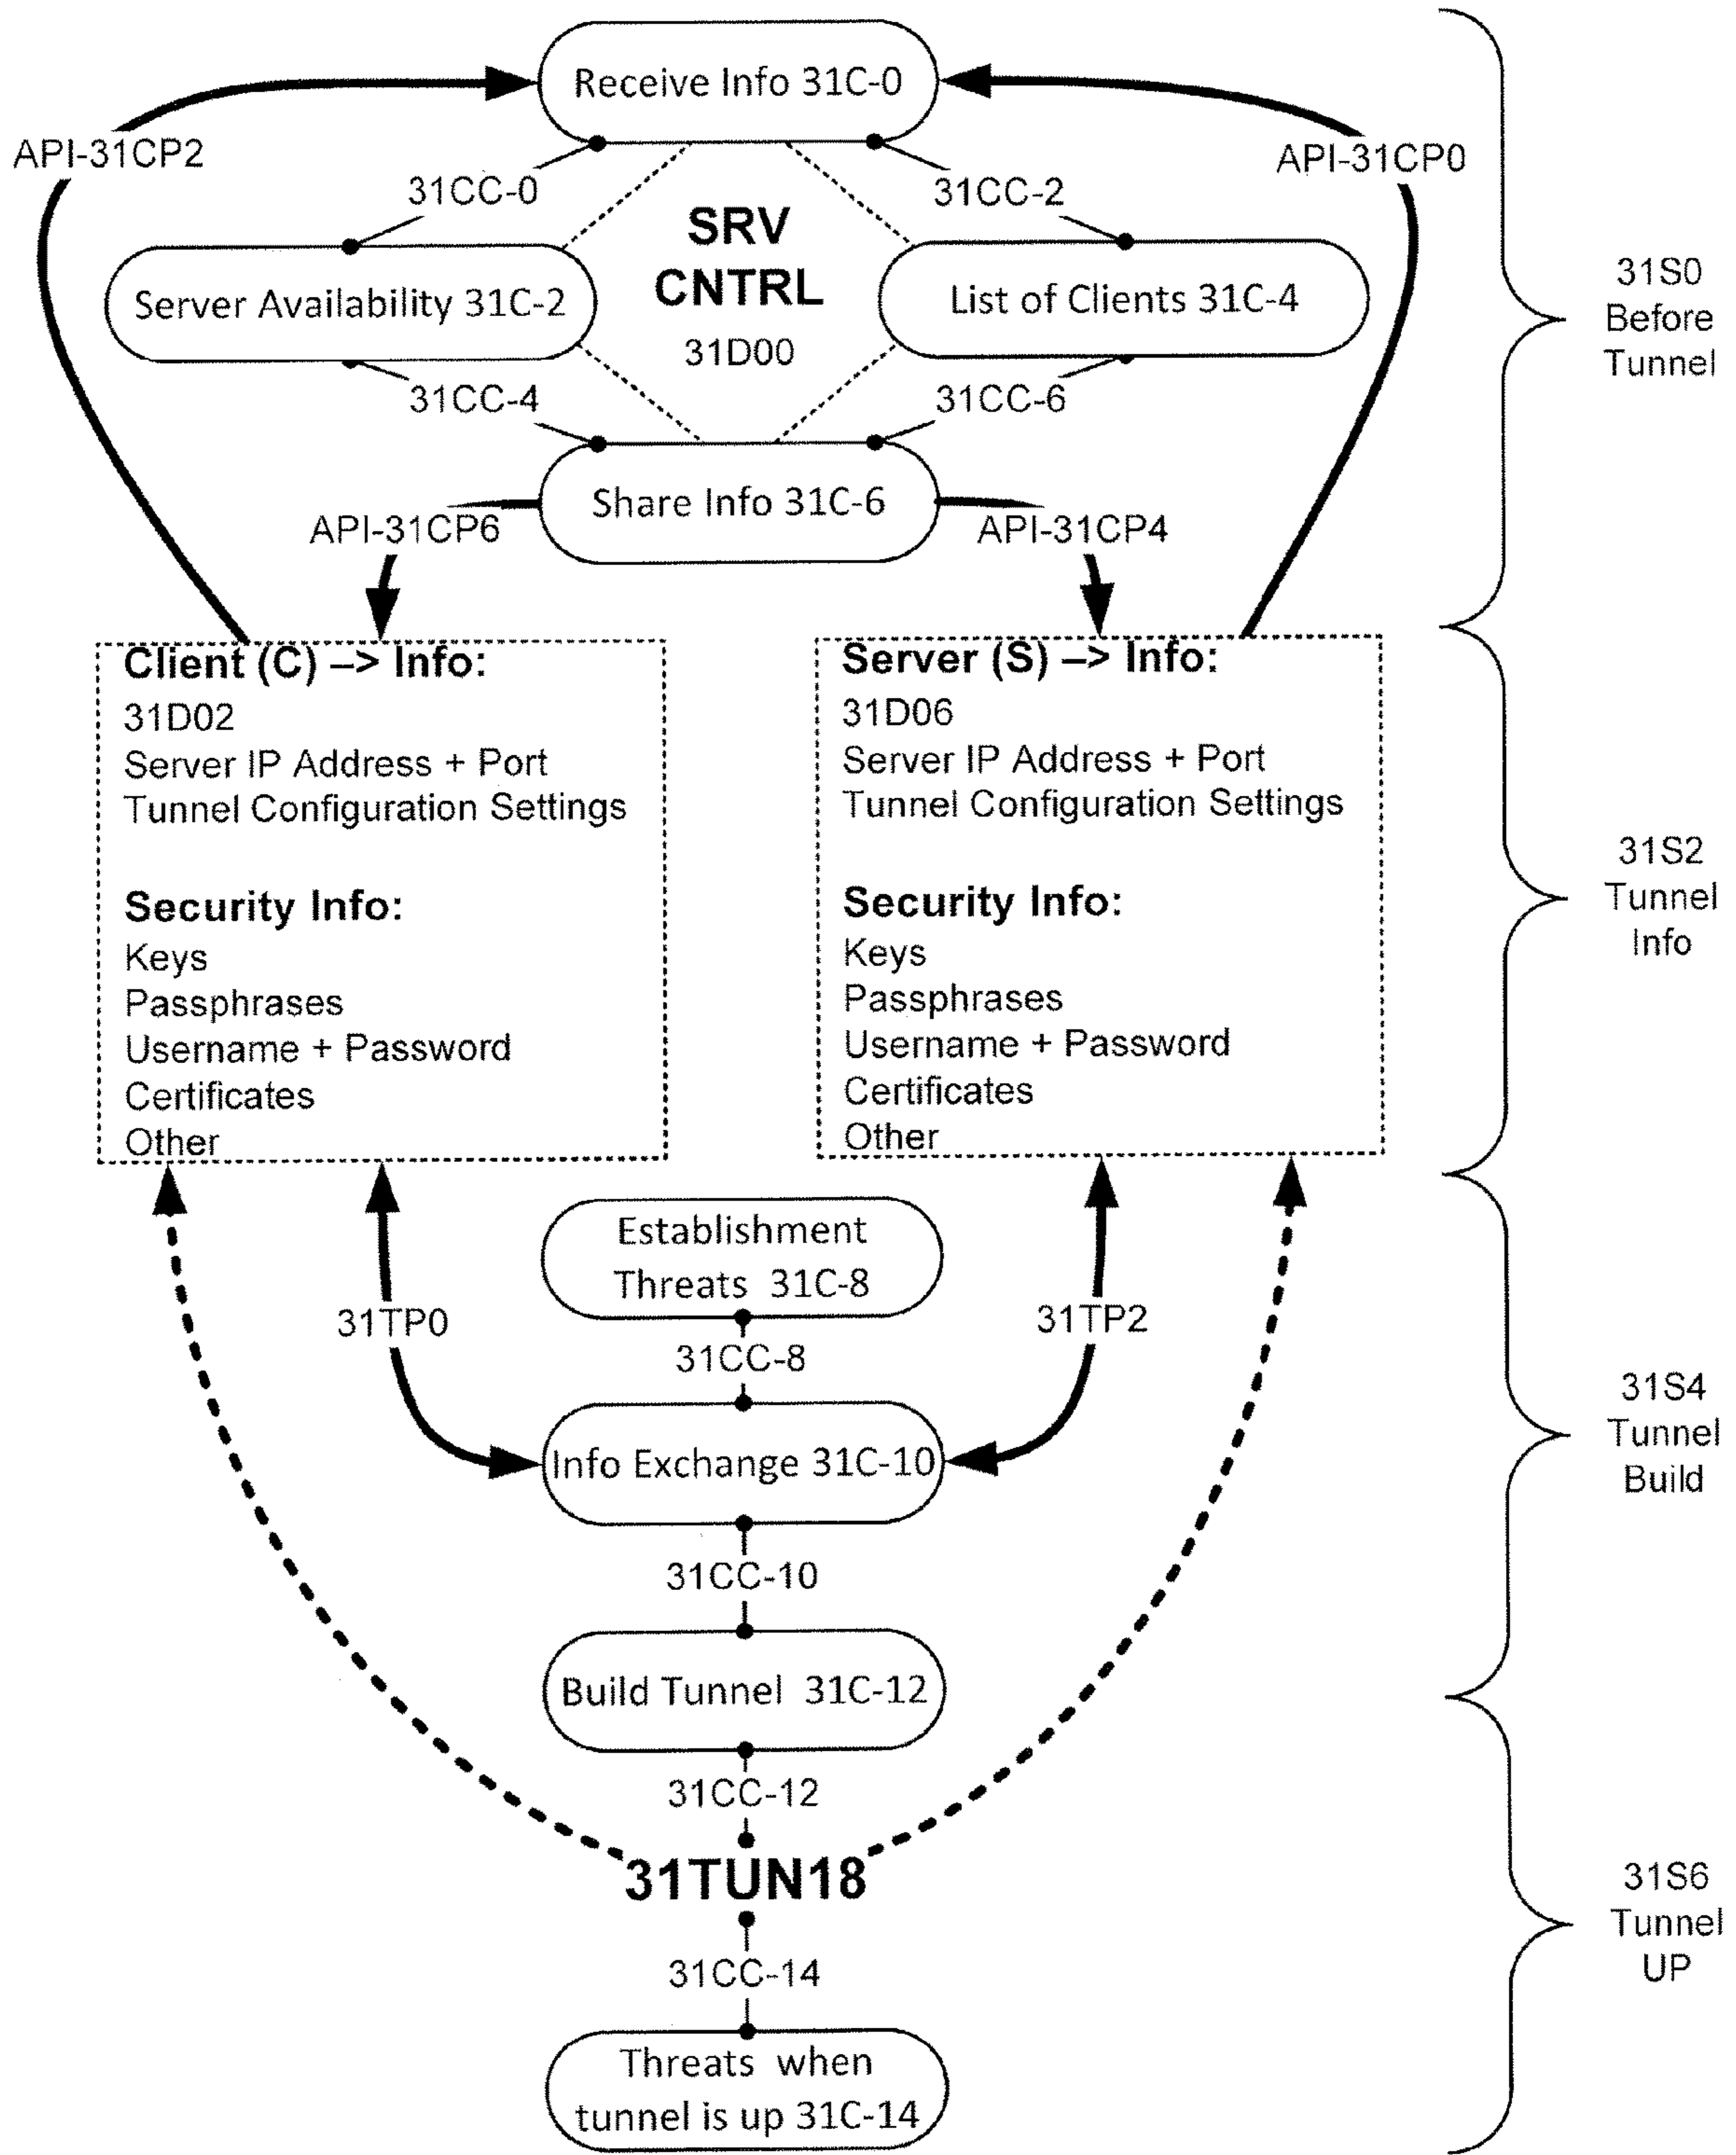 Receive Info 31C-0
API-31CP2
API-31CP0
31CC-0
31CC-2
SRV
CNTRL
31D00
Server Availability 31C-2
List of Clients 31C-4
31CC-4
31CC-6
Share Info 31C-6
API-31CP6
API-31CP4
31S0
Before
Tunnel
Client (C) –> Info:
31D02
Server IP Address + Port
Tunnel Configuration Settings
Security Info:
Keys
Passphrases
Username + Password
Certificates
Other
Server (S) –> Info:
31D06
Server IP Address + Port
Tunnel Configuration Settings
Security Info:
Keys
Passphrases
Username + Password
Certificates
Other
31S2
Tunnel
Info
Establishment
Threats 31C-8
31TP0
31TP2
31CC-8
Info Exchange 31C-10
31CC-10
Build Tunnel 31C-12
31S4
Tunnel
Build
31CC-12
31TUN18
31CC-14
Threats when
tunnel is up 31C-14
31S6
Tunnel
UP